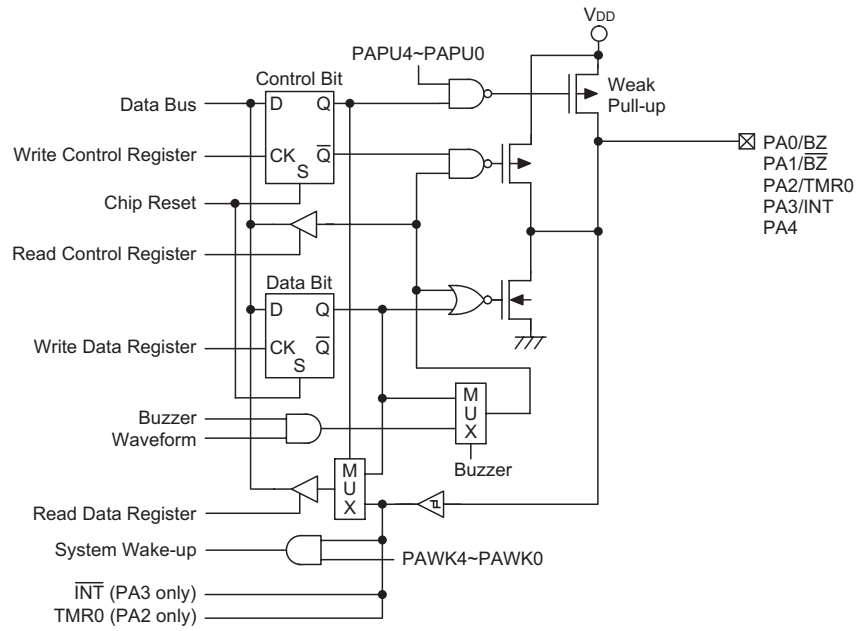 VDD
PAPU4~PAPU0
Control Bit
Weak
Pull-up
Data Bus
D
Q
PA0/BZ
Write Control Register
CK
Q̅
PA1/B̅Z̅
S
PA2/TMR0
Chip Reset
PA3/INT
PA4
Read Control Register
Data Bit
D
Q
Write Data Register
CK
Q̅
S
M
U
X
Buzzer
Waveform
Buzzer
M
U
X
Read Data Register
System Wake-up
PAWK4~PAWK0
I̅N̅T̅ (PA3 only)
TMR0 (PA2 only)